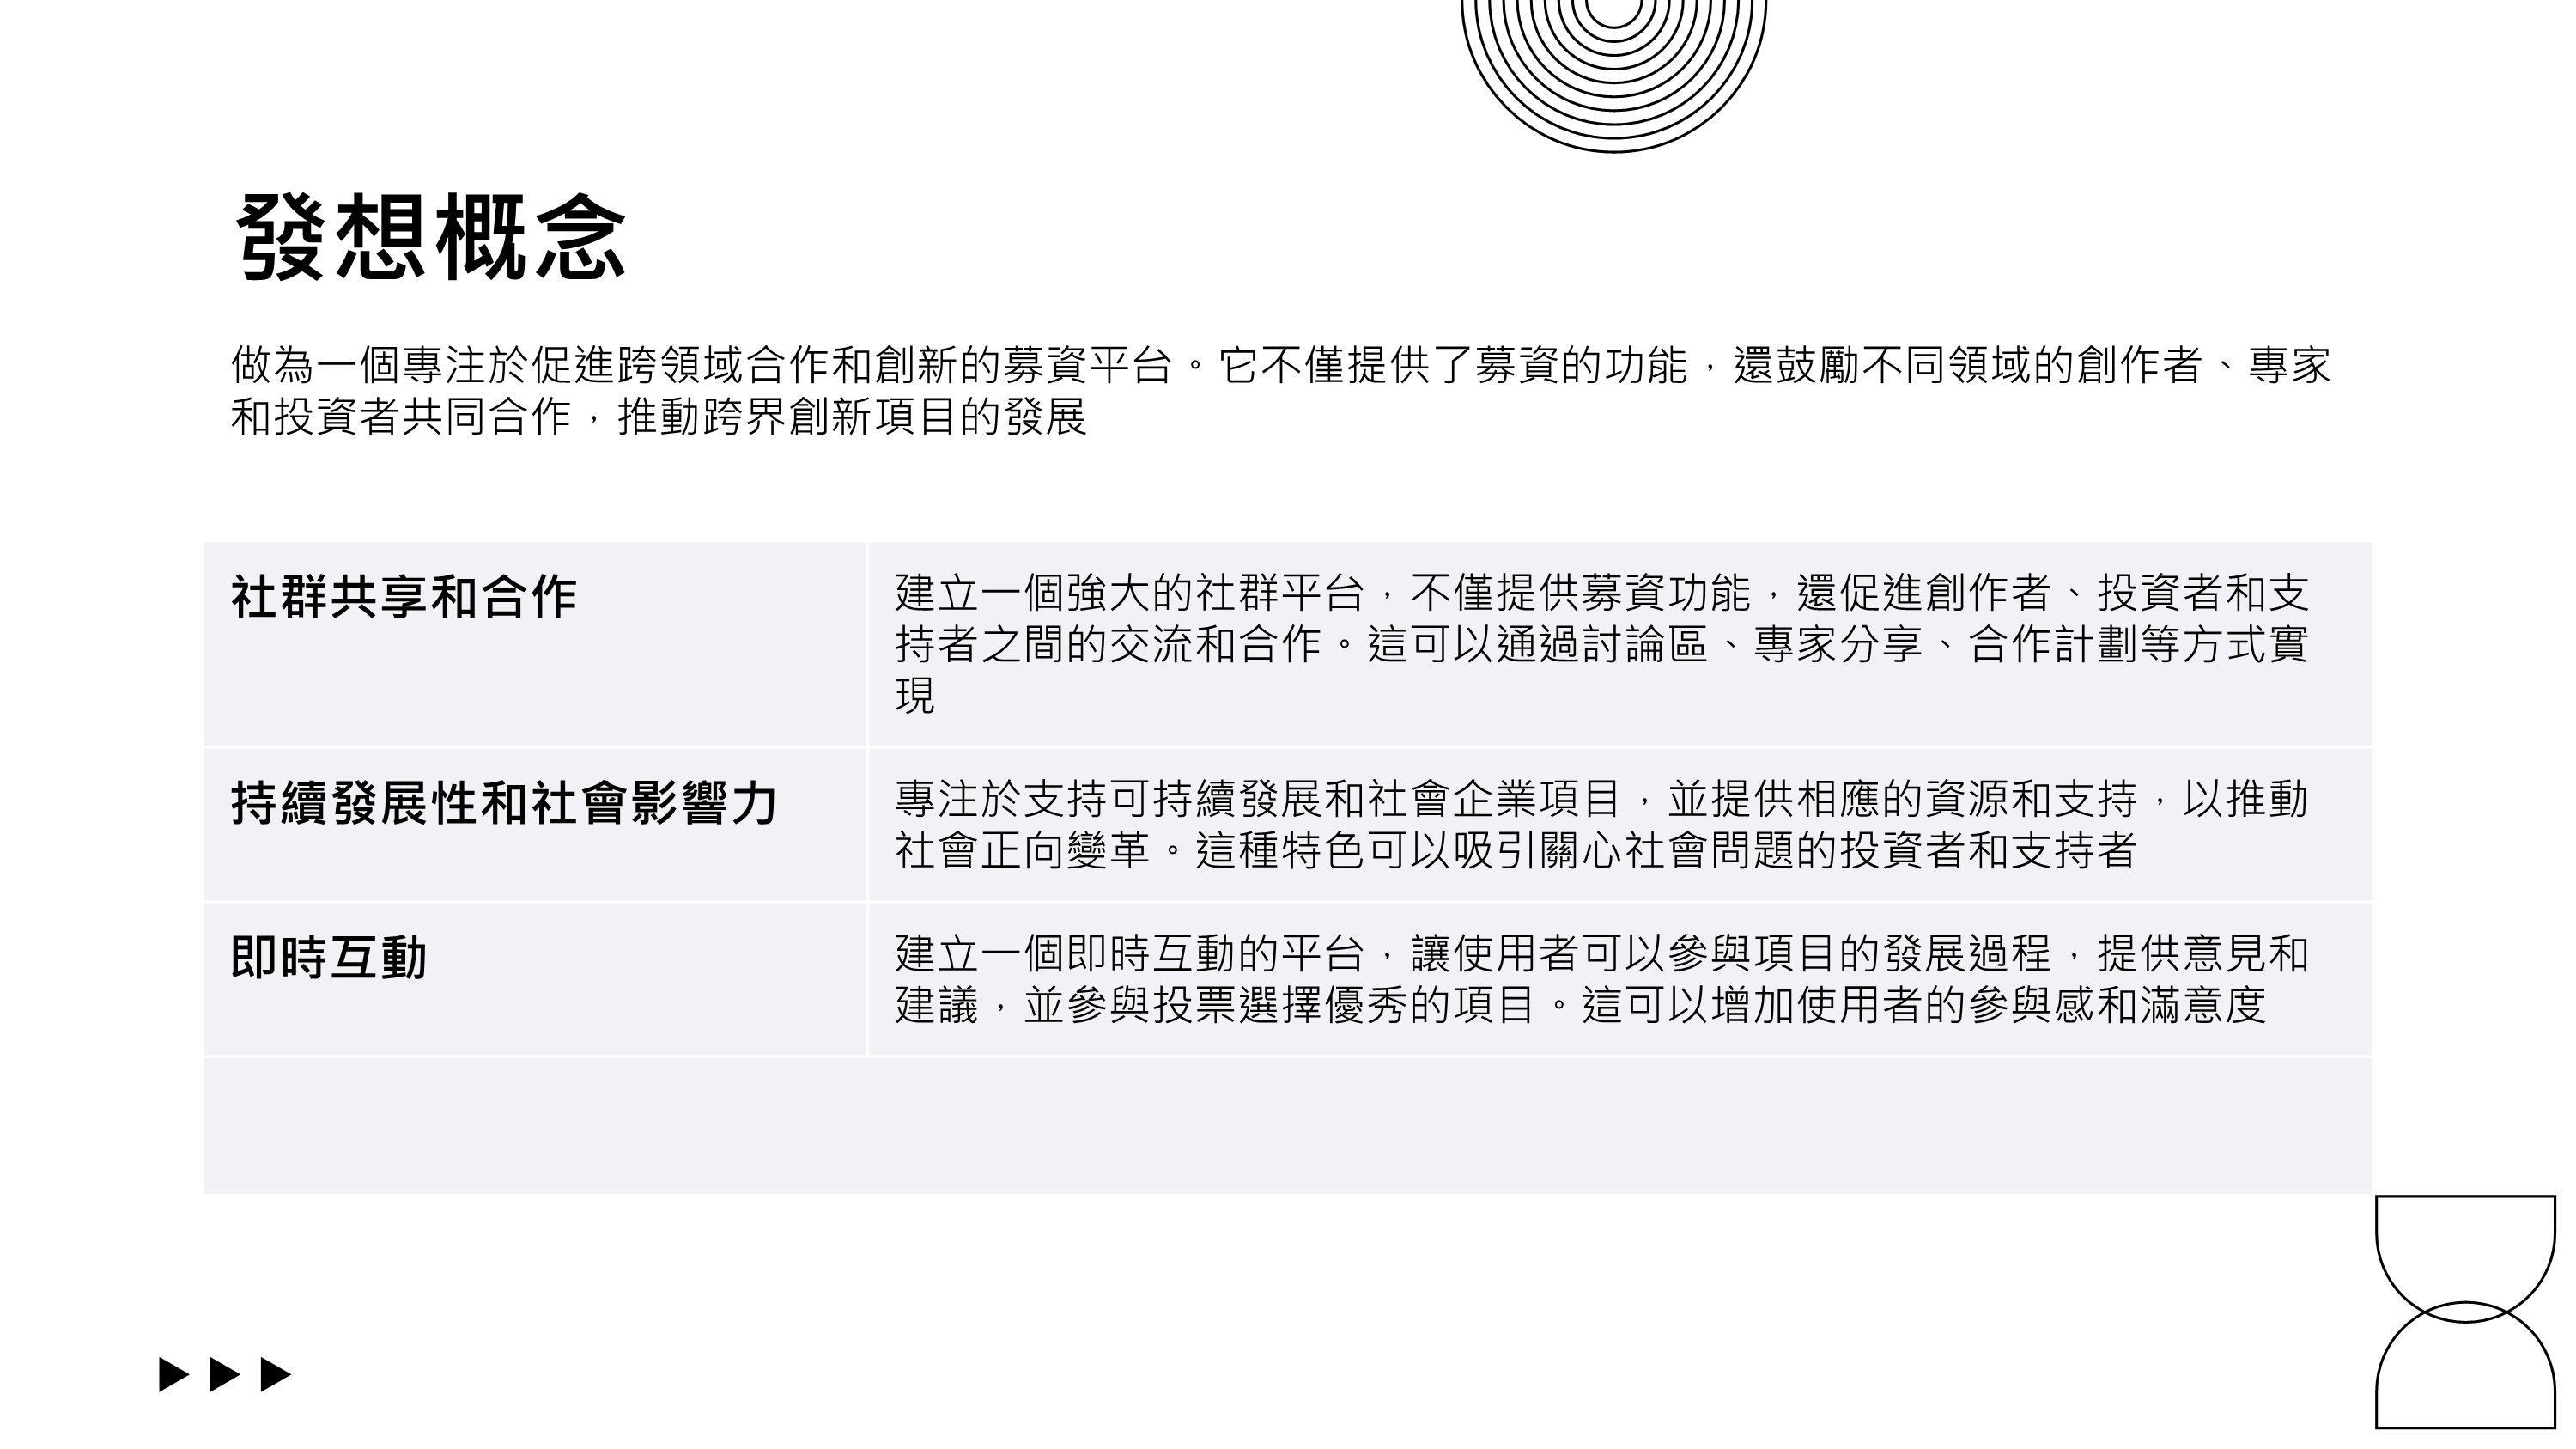 發想概念
做為一個專注於促進跨領域合作和創新的募資平台。它不僅提供了募資的功能，還鼓勵不同領域的創作者、專家
和投資者共同合作，推動跨界創新項目的發展
社群共享和合作
建立一個強大的社群平台，不僅提供募資功能，還促進創作者、投資者和支
持者之間的交流和合作。這可以通過討論區、專家分享、合作計劃等方式實
現
持續發展性和社會影響力
專注於支持可持續發展和社會企業項目，並提供相應的資源和支持，以推動
社會正向變革。這種特色可以吸引關心社會問題的投資者和支持者
即時互動
建立一個即時互動的平台，讓使用者可以參與項目的發展過程，提供意見和
建議，並參與投票選擇優秀的項目。這可以增加使用者的參與感和滿意度